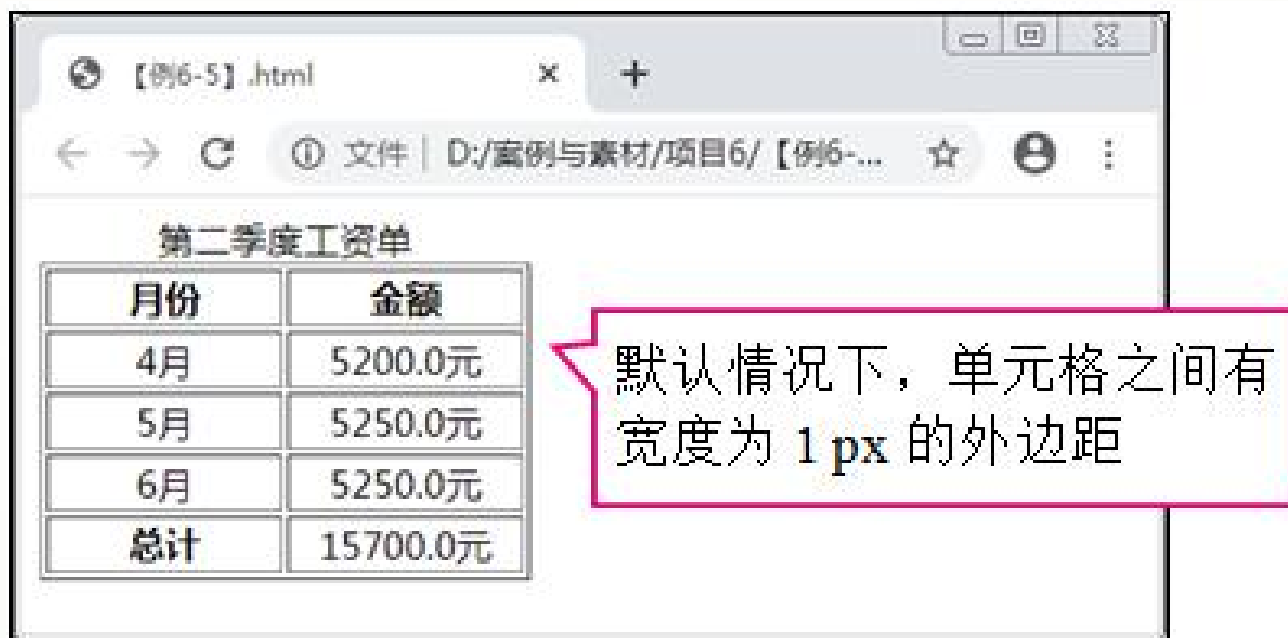 【例6-5】.html
文件 | D:/案例与素材/项目6/【例6-...
第二季度工资单
月份 金额
4月 5200.0元
5月 5250.0元
6月 5250.0元
总计 15700.0元
默认情况下，单元格之间有
宽度为 1 px 的外边距